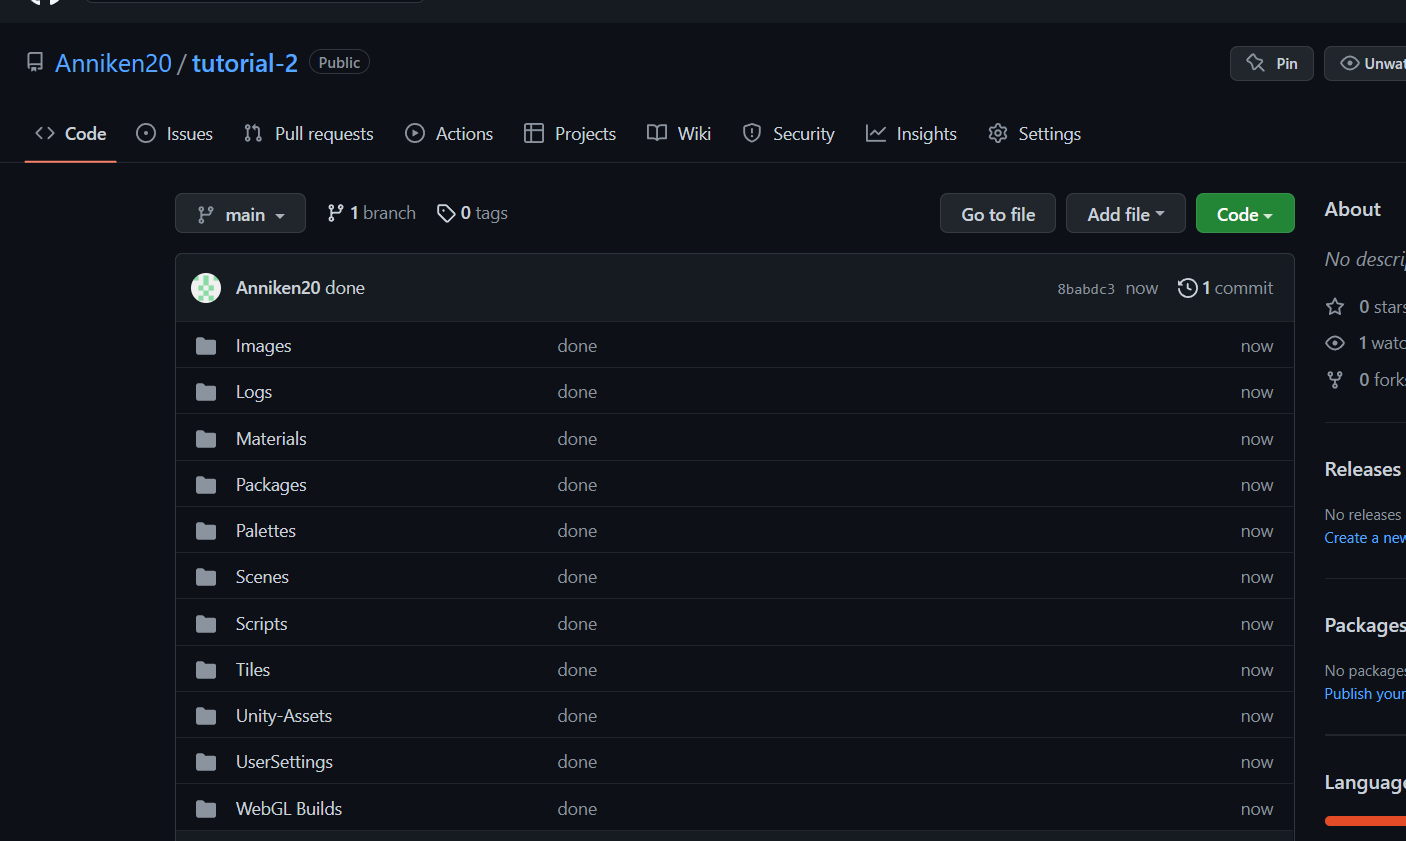 Anniken20 / tutorial-2 Public Pin Unwat
Code Issues Pull requests Actions Projects Wiki Security Insights Settings
main 1 branch 0 tags Go to file Add file Code
Anniken20 done 8babdc3 now 1 commit
Images done now
Logs done now
Materials done now
Packages done now
Palettes done now
Scenes done now
Scripts done now
Tiles done now
Unity-Assets done now
UserSettings done now
WebGL Builds done now
About
No descrip
0 stars
1 watc
0 forks
Releases
No releases
Create a new
Packages
No packages
Publish your
Language